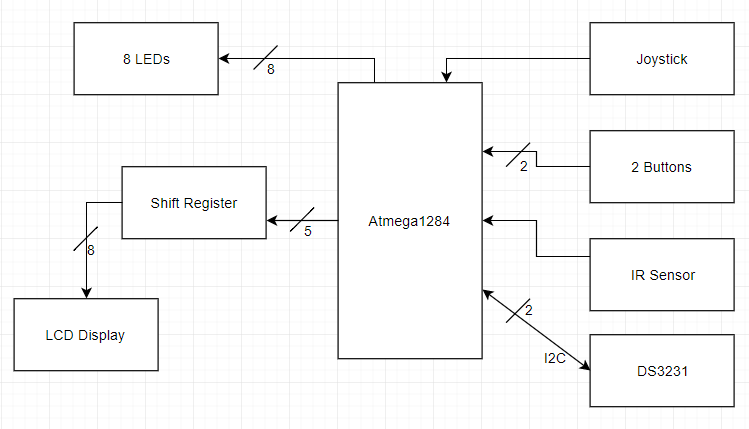 8 LEDs
8
Joystick
2 Buttons
2
Shift Register
5
Atmega1284
8
IR Sensor
2
LCD Display
I2C
DS3231